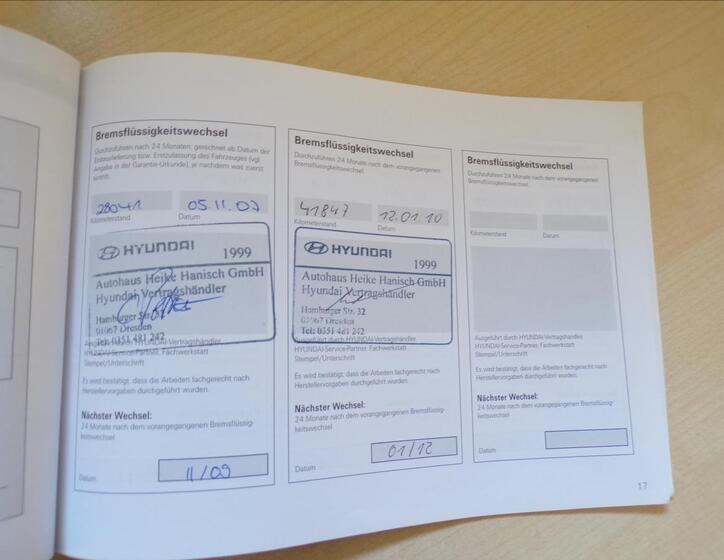 Bremsflüssigkeitswechsel
Durchzuführen nach 24 Monaten, gerechnet ab Datum der
Erstauslieferung bzw. Erstzulassung des Fahrzeuges (vgl.
Angabe in der Garantie-Urkunde), je nachdem was zuerst
eintritt.
28041 05.11.07
Kilometerstand Datum
HYUNDAI 1999
Autohaus Heike Hanisch GmbH
Hyundai Vertragshändler
Hamburger Str.
01067 Dresden
Tel: 0351 481 242
Ausgeführt durch HYUNDAI-Vertragshändler,
HYUNDAI-Service-Partner, Fachwerkstatt
Stempel/Unterschrift
Es wird bestätigt, dass die Arbeiten fachgerecht nach
Herstellervorgaben durchgeführt wurden.
Nächster Wechsel:
24 Monate nach dem vorangegangenen Bremsflüssig-
keitswechsel
Datum 11/09
Bremsflüssigkeitswechsel
Durchzuführen 24 Monate nach dem vorangegangenen
Bremsflüssigkeitswechsel.
41847 12.01.10
Kilometerstand Datum
HYUNDAI 1999
Autohaus Heike Hanisch GmbH
Hyundai Vertragshändler
Hamburger Str. 32
01067 Dresden
Tel: 0351 481 242
Ausgeführt durch HYUNDAI-Vertragshändler,
HYUNDAI-Service-Partner, Fachwerkstatt
Stempel/Unterschrift
Es wird bestätigt, dass die Arbeiten fachgerecht nach
Herstellervorgaben durchgeführt wurden.
Nächster Wechsel:
24 Monate nach dem vorangegangenen Bremsflüssig-
keitswechsel
Datum 01/12
Bremsflüssigkeitswechsel
Durchzuführen 24 Monate nach dem vorangegangenen
Bremsflüssigkeitswechsel.
Kilometerstand Datum
Ausgeführt durch HYUNDAI-Vertragshändler,
HYUNDAI-Service-Partner, Fachwerkstatt
Stempel/Unterschrift
Es wird bestätigt, dass die Arbeiten fachgerecht nach
Herstellervorgaben durchgeführt wurden.
Nächster Wechsel:
24 Monate nach dem vorangegangenen Bremsflüssig-
keitswechsel
Datum
17